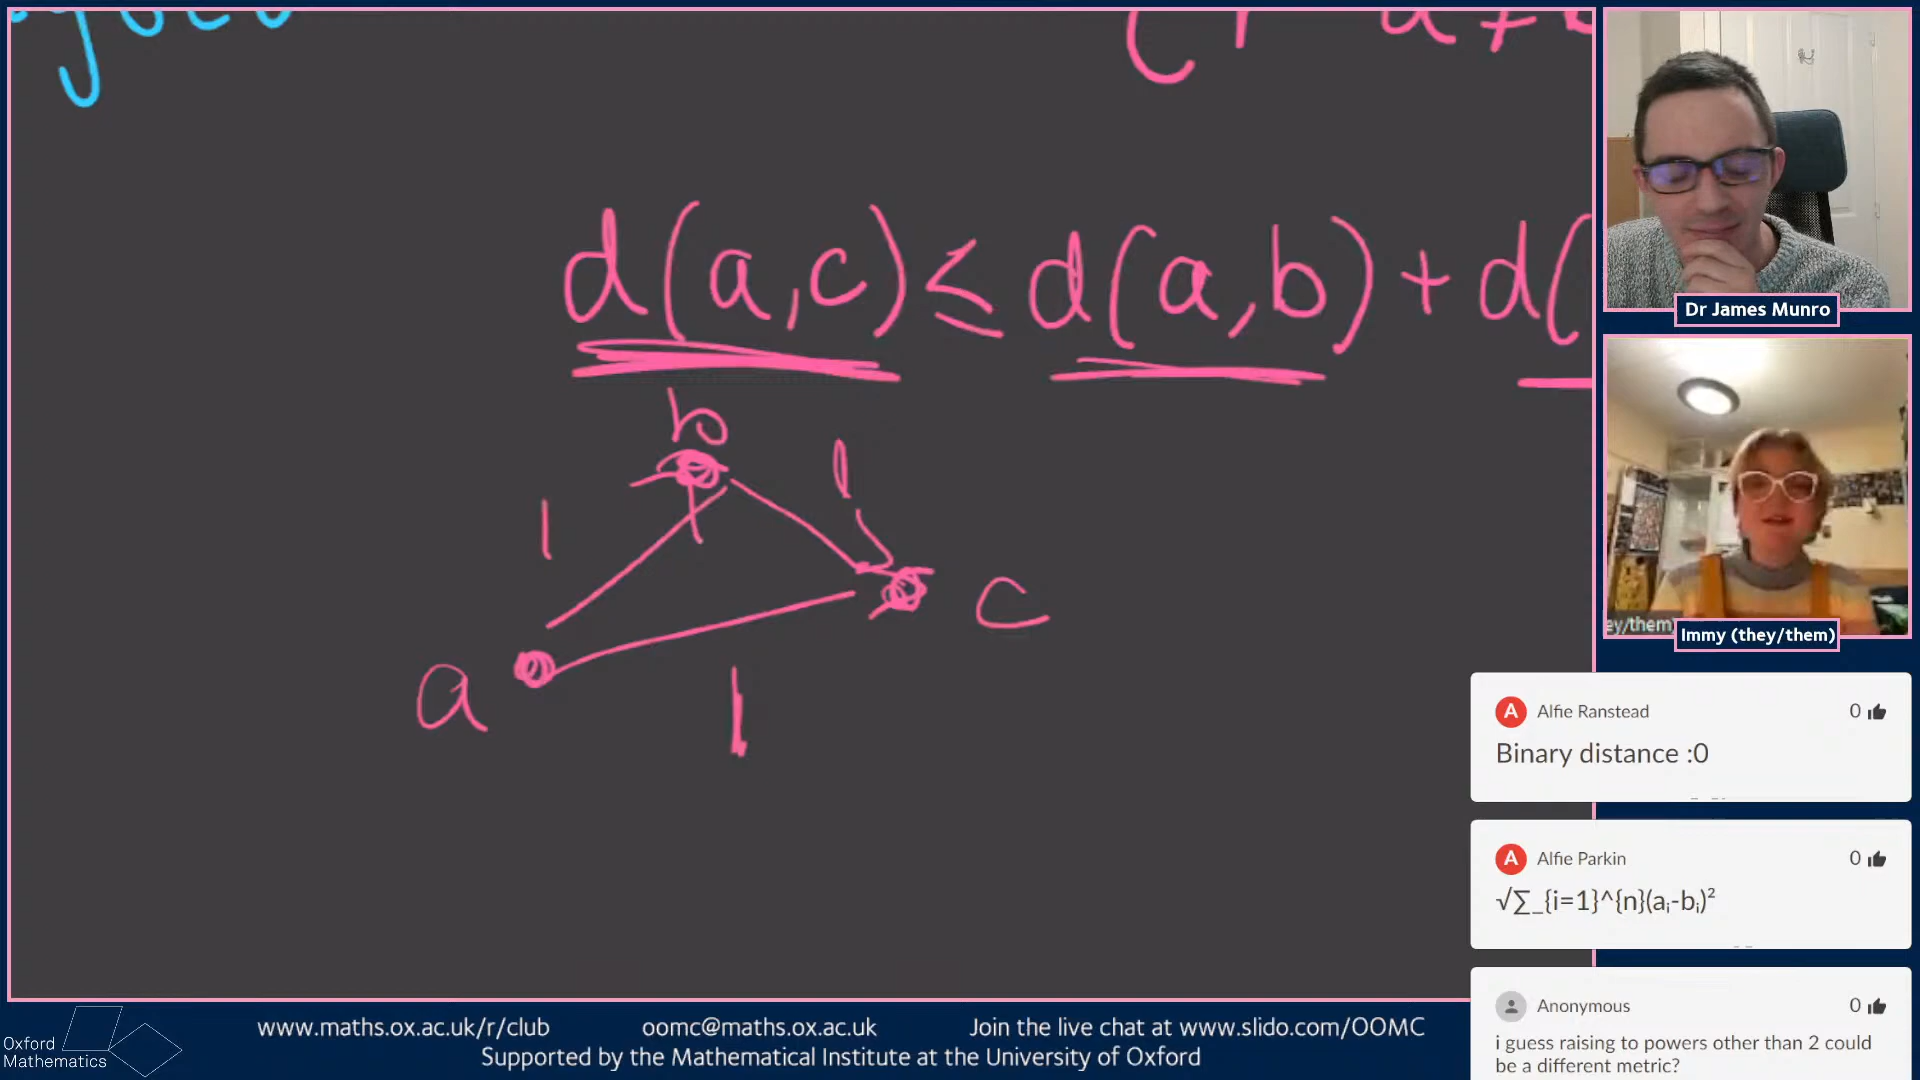 d(a,c) ≤ d(a,b) + d(
b
1
1
a
c
1
Dr James Munro
Immy (they/them)
A Alfie Ranstead 0
Binary distance :0
A Alfie Parkin 0
√∑_{i=1}^{n}(aᵢ-bᵢ)²
Anonymous 0
i guess raising to powers other than 2 could
be a different metric?
Oxford
Mathematics
www.maths.ox.ac.uk/r/club oomc@maths.ox.ac.uk Join the live chat at www.slido.com/OOMC
Supported by the Mathematical Institute at the University of Oxford